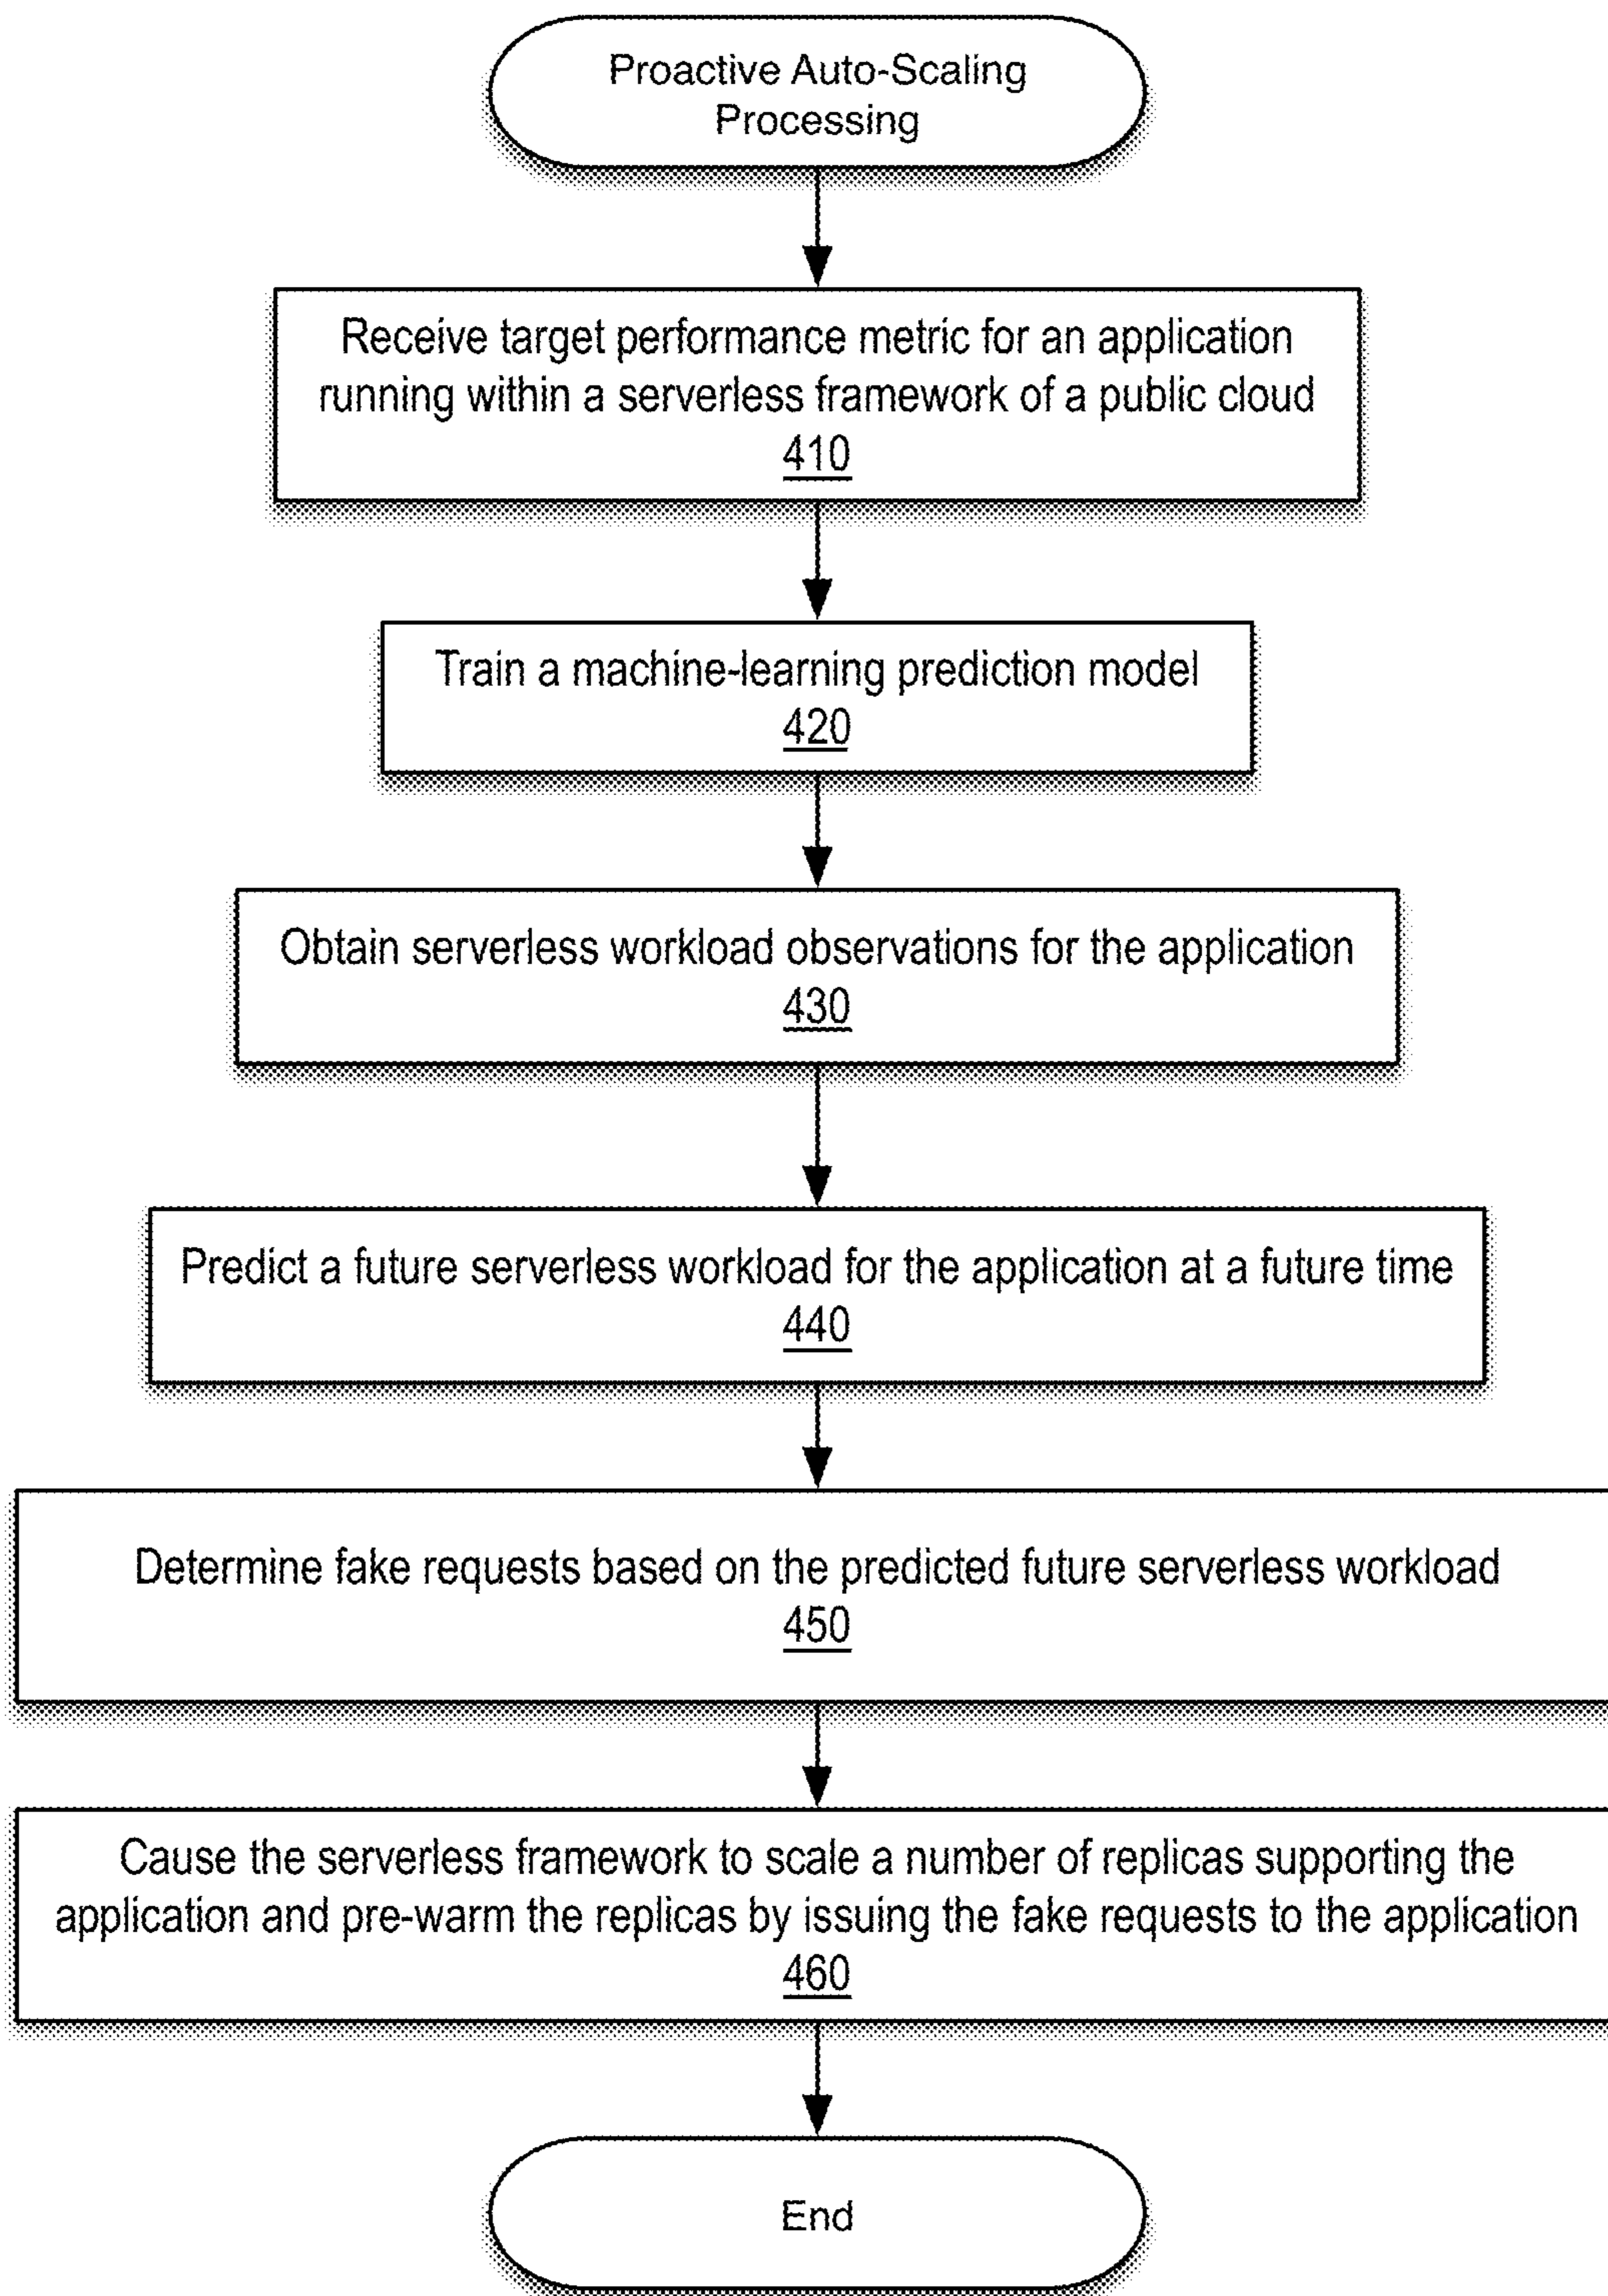 Proactive Auto-Scaling
Processing
Receive target performance metric for an application
running within a serverless framework of a public cloud
410
Train a machine-learning prediction model
420
Obtain serverless workload observations for the application
430
Predict a future serverless workload for the application at a future time
440
Determine fake requests based on the predicted future serverless workload
450
Cause the serverless framework to scale a number of replicas supporting the
application and pre-warm the replicas by issuing the fake requests to the application
460
End